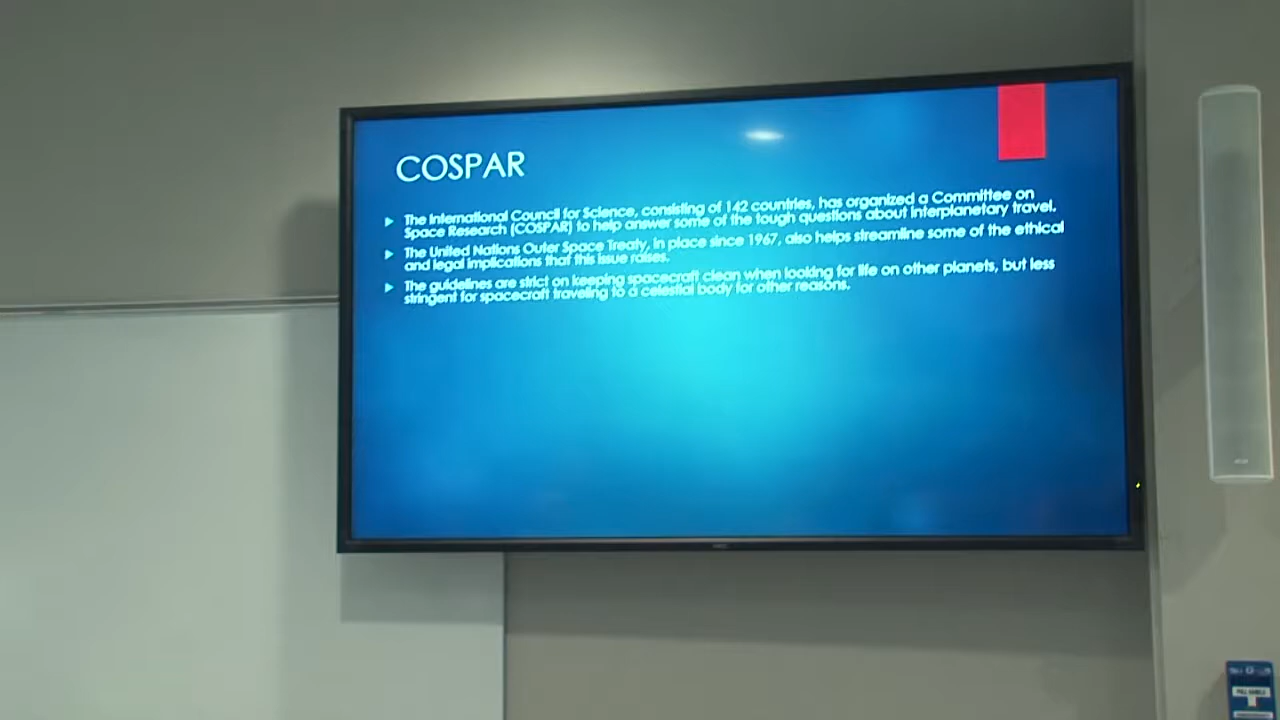 COSPAR
The International Council for Science, consisting of 142 countries, has organized a Committee on
Space Research (COSPAR) to help answer some of the tough questions about interplanetary travel.
The United Nations Outer Space Treaty, in place since 1967, also helps streamline some of the ethical
and legal implications that this issue raises.
The guidelines are strict on keeping spacecraft clean when looking for life on other planets, but less
stringent for spacecraft traveling to a celestial body for other reasons.
PULL HANDLE